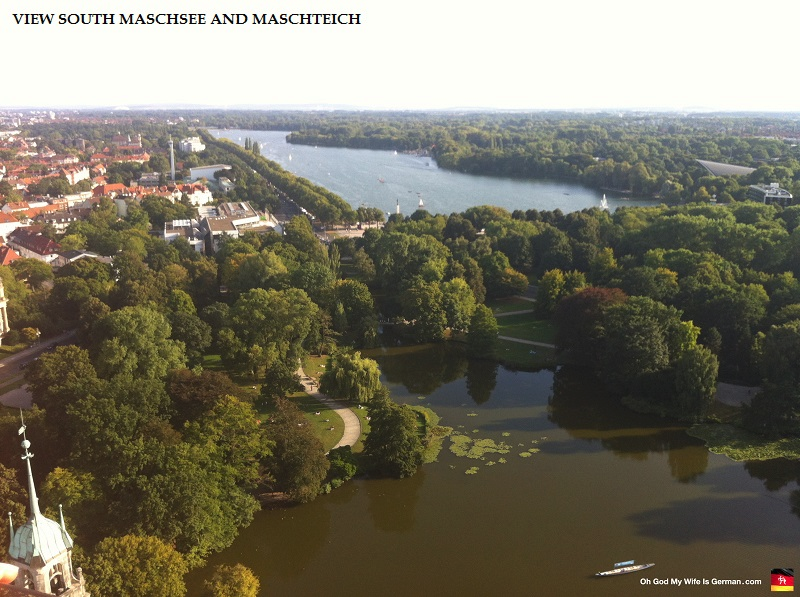 VIEW SOUTH MASCHSEE AND MASCHTEICH
Oh God My Wife Is German.com